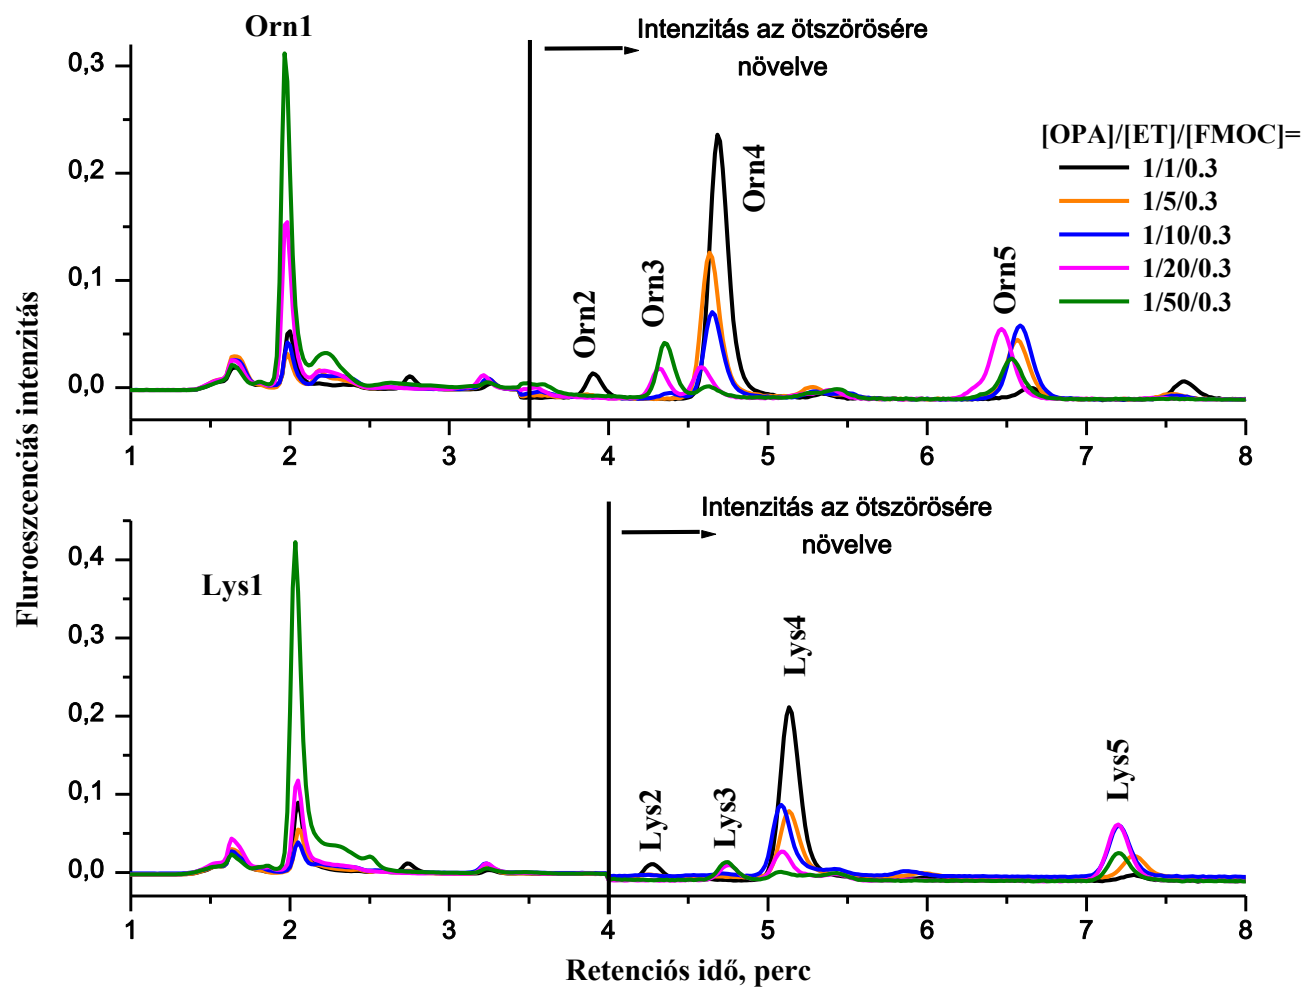 Orn1
Intenzitás az ötszörösére
növelve
0,3
0,2
0,1
0,0
Orn2
Orn3
Orn4
Orn5
[OPA]/[ET]/[FMOC]=
1/1/0.3
1/5/0.3
1/10/0.3
1/20/0.3
1/50/0.3
1 2 3 4 5 6 7 8
Fluroeszcenciás intenzitás
Intenzitás az ötszörösére
növelve
0,4
0,3
0,2
0,1
0,0
Lys1
Lys2
Lys3
Lys4
Lys5
1 2 3 4 5 6 7 8
Retenciós idő, perc